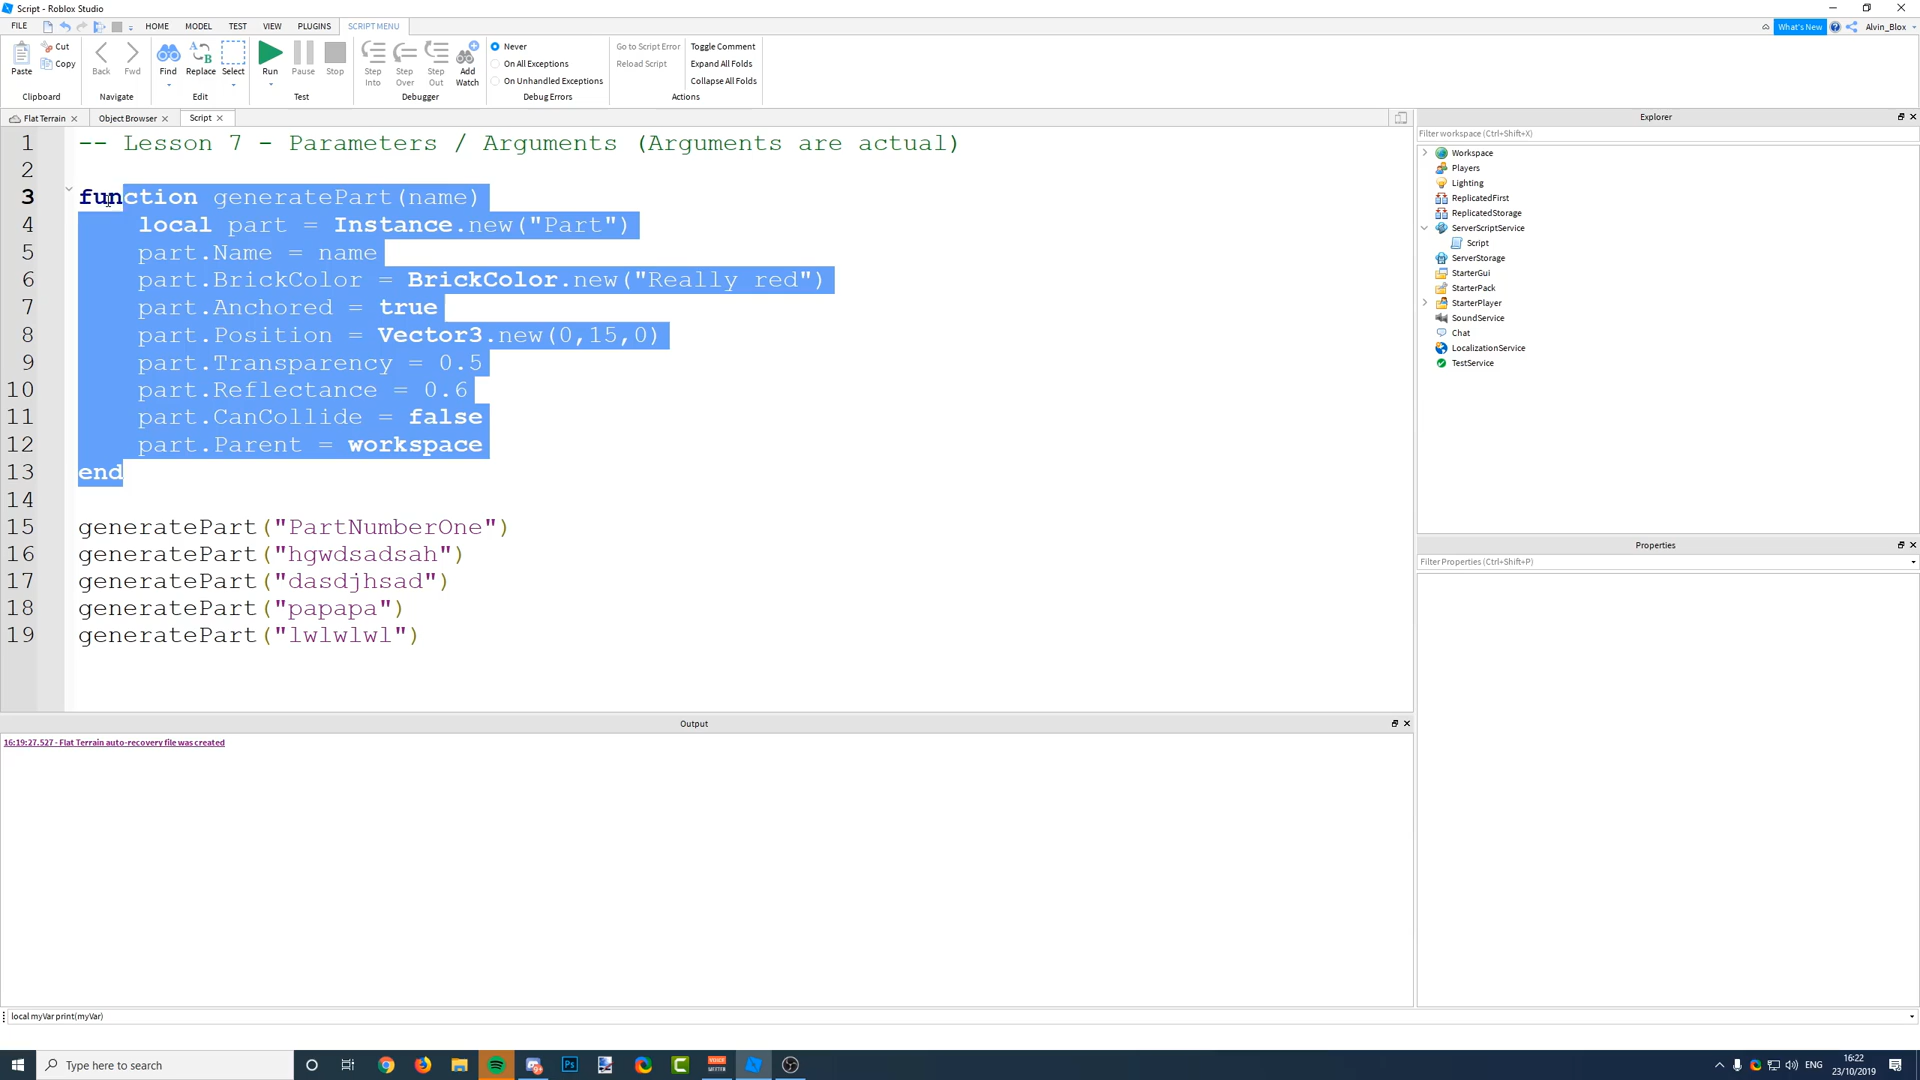 Script - Roblox Studio
FILE HOME MODEL TEST VIEW PLUGINS SCRIPT MENU What's New Alvin_Blox
Paste Cut Copy Back Fwd Find Replace Select Run Pause Stop Step Into Step Over Step Out Add Watch Never On All Exceptions On Unhandled Exceptions Go to Script Error Reload Script Toggle Comment Expand All Folds Collapse All Folds
Clipboard Navigate Edit Test Debugger Debug Errors Actions
Flat Terrain Object Browser Script
1 -- Lesson 7 - Parameters / Arguments (Arguments are actual)
2
3 function generatePart(name)
4 local part = Instance.new("Part")
5 part.Name = name
6 part.BrickColor = BrickColor.new("Really red")
7 part.Anchored = true
8 part.Position = Vector3.new(0,15,0)
9 part.Transparency = 0.5
10 part.Reflectance = 0.6
11 part.CanCollide = false
12 part.Parent = workspace
13 end
14
15 generatePart("PartNumberOne")
16 generatePart("hgwdsadsah")
17 generatePart("dasdjhsad")
18 generatePart("papapa")
19 generatePart("lwlwlwl")
Explorer
Filter workspace (Ctrl+Shift+X)
Workspace
Players
Lighting
ReplicatedFirst
ReplicatedStorage
ServerScriptService
Script
ServerStorage
StarterGui
StarterPack
StarterPlayer
SoundService
Chat
LocalizationService
TestService
Properties
Filter Properties (Ctrl+Shift+P)
Output
16:19:27.527 - Flat Terrain auto-recovery file was created
local myVar print(myVar)
Type here to search
ENG
16:22
23/10/2019